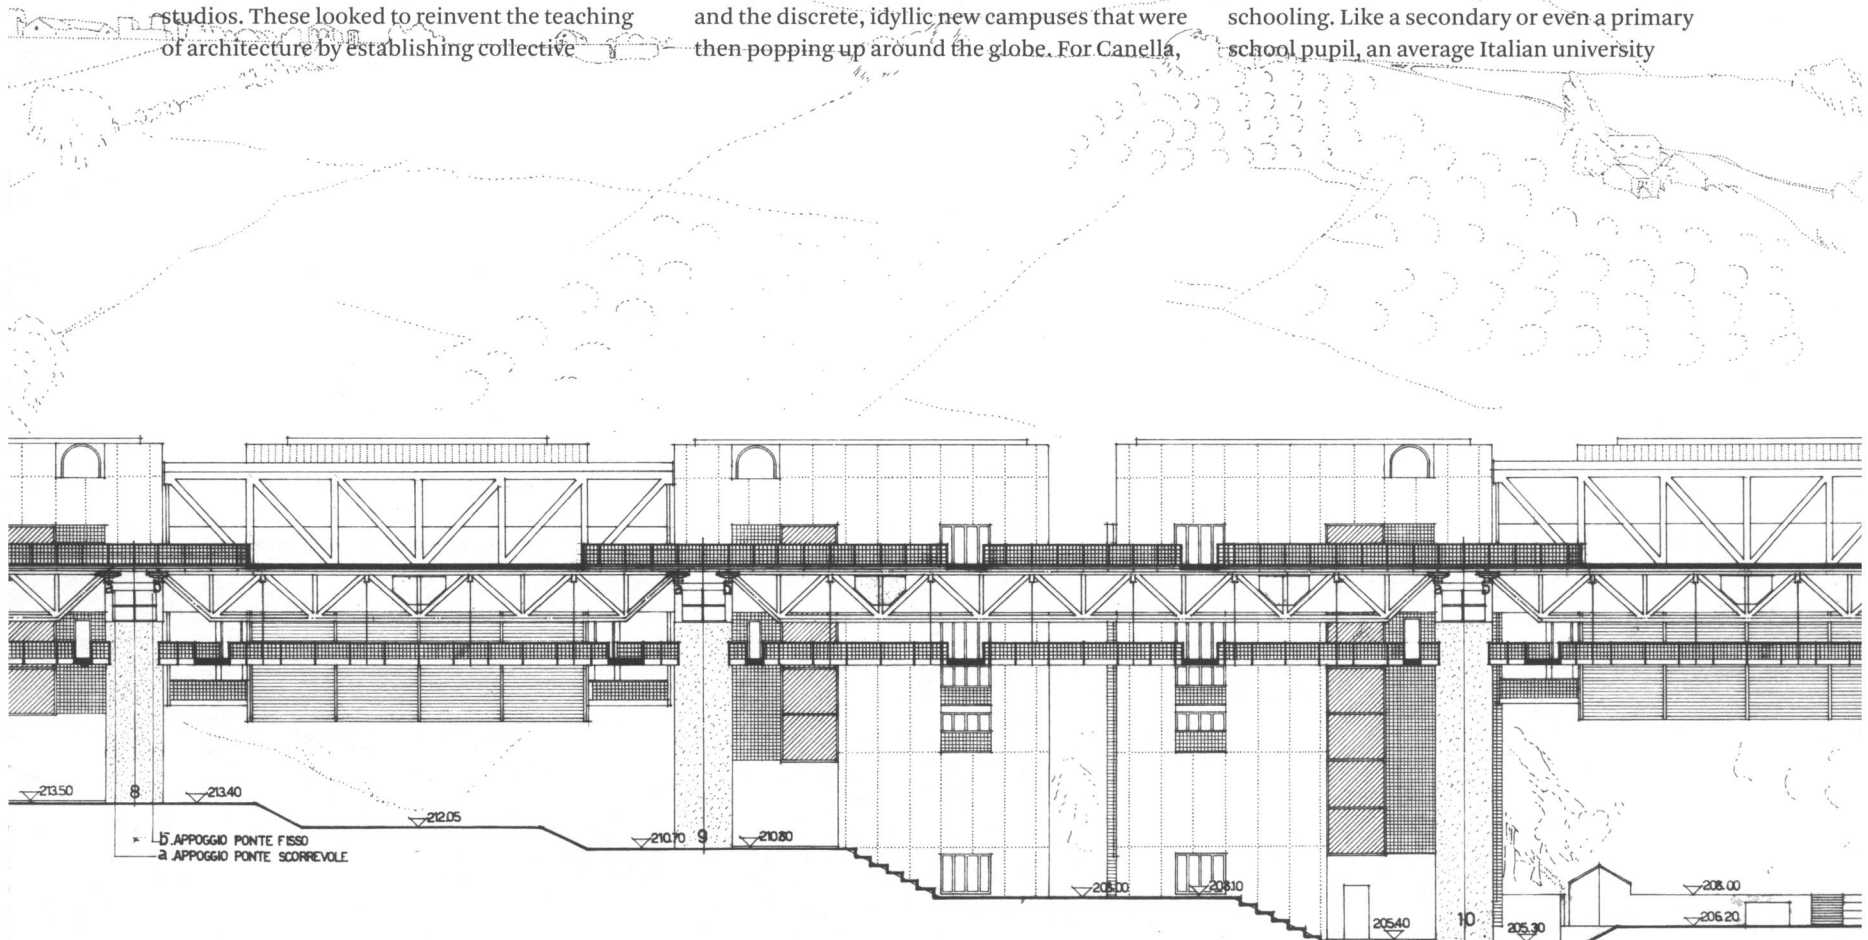 studios. These looked to reinvent the teaching
of architecture by establishing collective
and the discrete, idyllic new campuses that were
then popping up around the globe. For Canella,
schooling. Like a secondary or even a primary
school pupil, an average Italian university
213.50
8
213.40
212.05
210.70
9
210.80
b. APPOGGIO PONTE FISSO
a. APPOGGIO PONTE SCORREVOLE
208.10
208.00
206.20
205.40
10
205.30